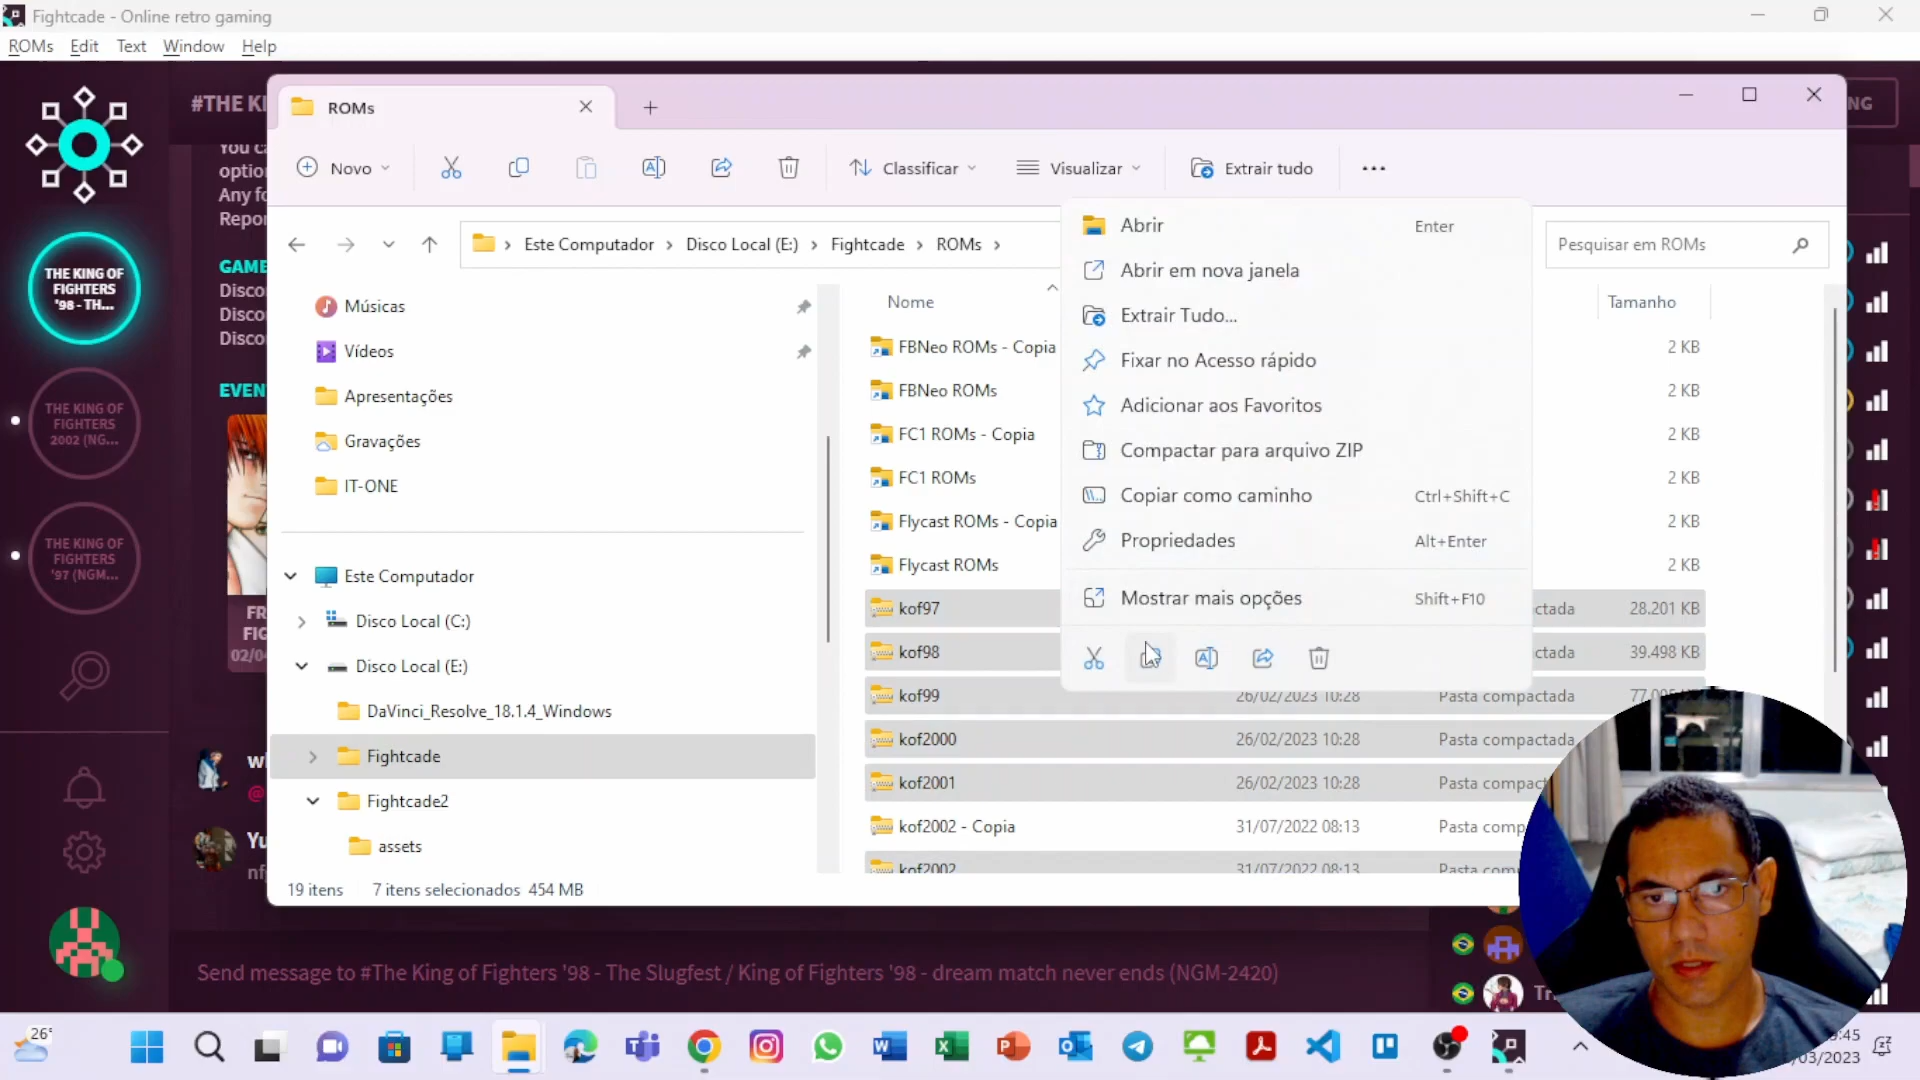 Fightcade - Online retro gaming
ROMs Edit Text Window Help
#THE KI
NG
ROMs
Novo
Classificar
Visualizar
Extrair tudo
Este Computador
Disco Local (E:)
Fightcade
ROMs
Pesquisar em ROMs
You ca
optio
Any fo
Repor
GAME
Disco
Disco
Disco
EVEN
FR
FIG
02/0
THE KING OF
FIGHTERS
'98 - TH...
THE KING OF
FIGHTERS
2002 (NG...
THE KING OF
FIGHTERS
'97 (NGM...
Músicas
Vídeos
Apresentações
Gravações
IT-ONE
Este Computador
Disco Local (C:)
Disco Local (E:)
DaVinci_Resolve_18.1.4_Windows
Fightcade
Fightcade2
assets
Nome
Tamanho
FBNeo ROMs - Copia 2 KB
FBNeo ROMs 2 KB
FC1 ROMs - Copia 2 KB
FC1 ROMs 2 KB
Flycast ROMs - Copia 2 KB
Flycast ROMs 2 KB
kof97 ctada 28.201 KB
kof98 ctada 39.498 KB
kof99 26/02/2023 10:28 Pasta compactada
kof2000 26/02/2023 10:28 Pasta compactada
kof2001 26/02/2023 10:28 Pasta compac
kof2002 - Copia 31/07/2022 08:13 Pasta comp
kof2002 31/07/2022 08:13 Pasta com
Abrir Enter
Abrir em nova janela
Extrair Tudo...
Fixar no Acesso rápido
Adicionar aos Favoritos
Compactar para arquivo ZIP
Copiar como caminho Ctrl+Shift+C
Propriedades Alt+Enter
Mostrar mais opções Shift+F10
19 itens 7 itens selecionados 454 MB
wl
@
Yu
nf
Tr
Send message to #The King of Fighters '98 - The Slugfest / King of Fighters '98 - dream match never ends (NGM-2420)
26°
:45
/03/2023